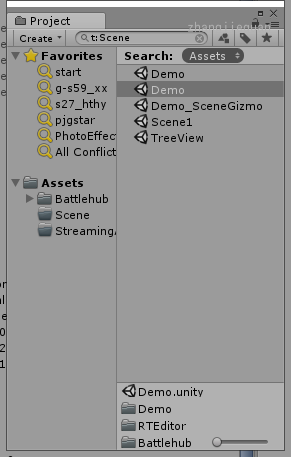 Project
Create
t:Scene
Favorites
start
g-s59_xx
s27_hthy
pjgstar
PhotoEffect
All Conflict
Assets
Battlehub
Scene
Streaming
Search: Assets
Demo
Demo
Demo_SceneGizmo
Scene1
TreeView
Demo.unity
Demo
RTEditor
Battlehub